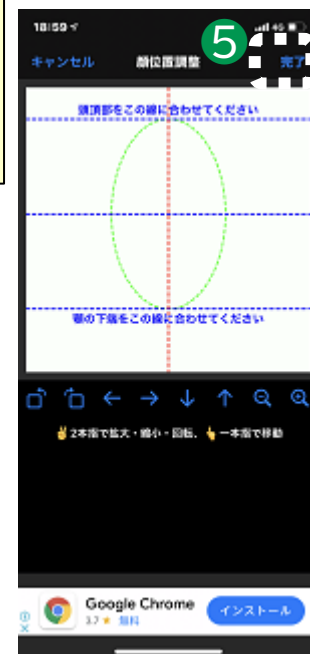 18:59
4G
5
キャンセル 顔位置調整 完了
頭頂部をこの線に合わせてください
顎の下端をこの線に合わせてください
2本指で拡大・縮小・回転、 一本指で移動
Google Chrome
3.7 ★ 無料
インストール